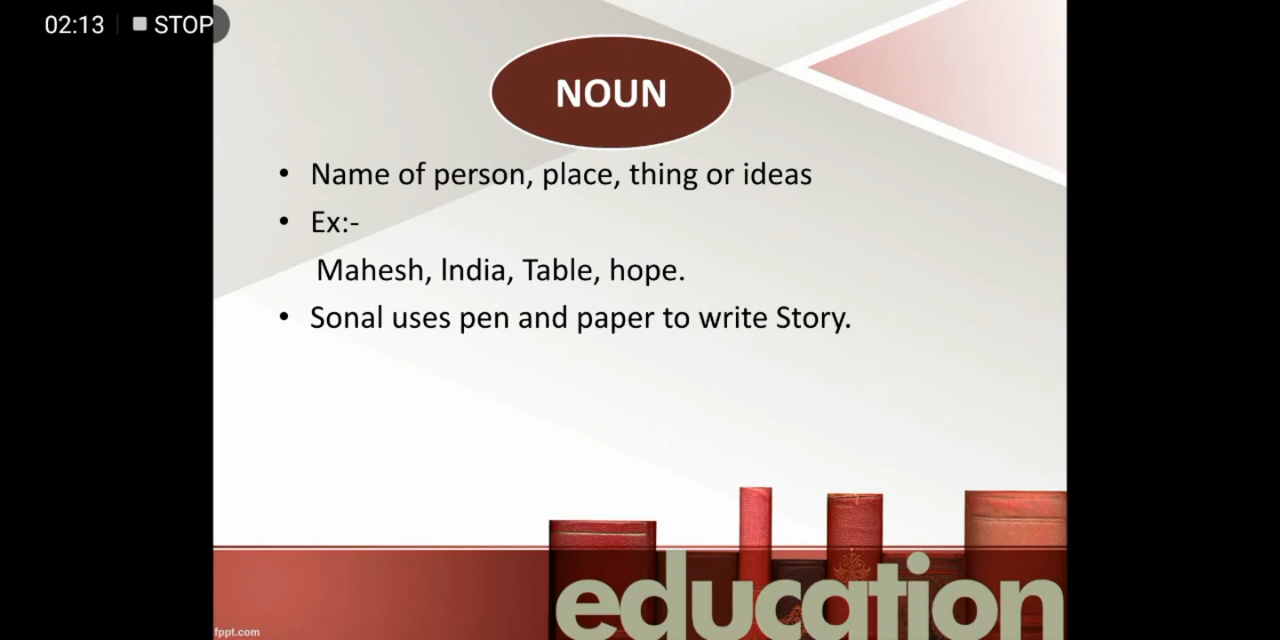 02:13 STOP
NOUN
• Name of person, place, thing or ideas
• Ex:-
Mahesh, India, Table, hope.
• Sonal uses pen and paper to write Story.
education
fppt.com